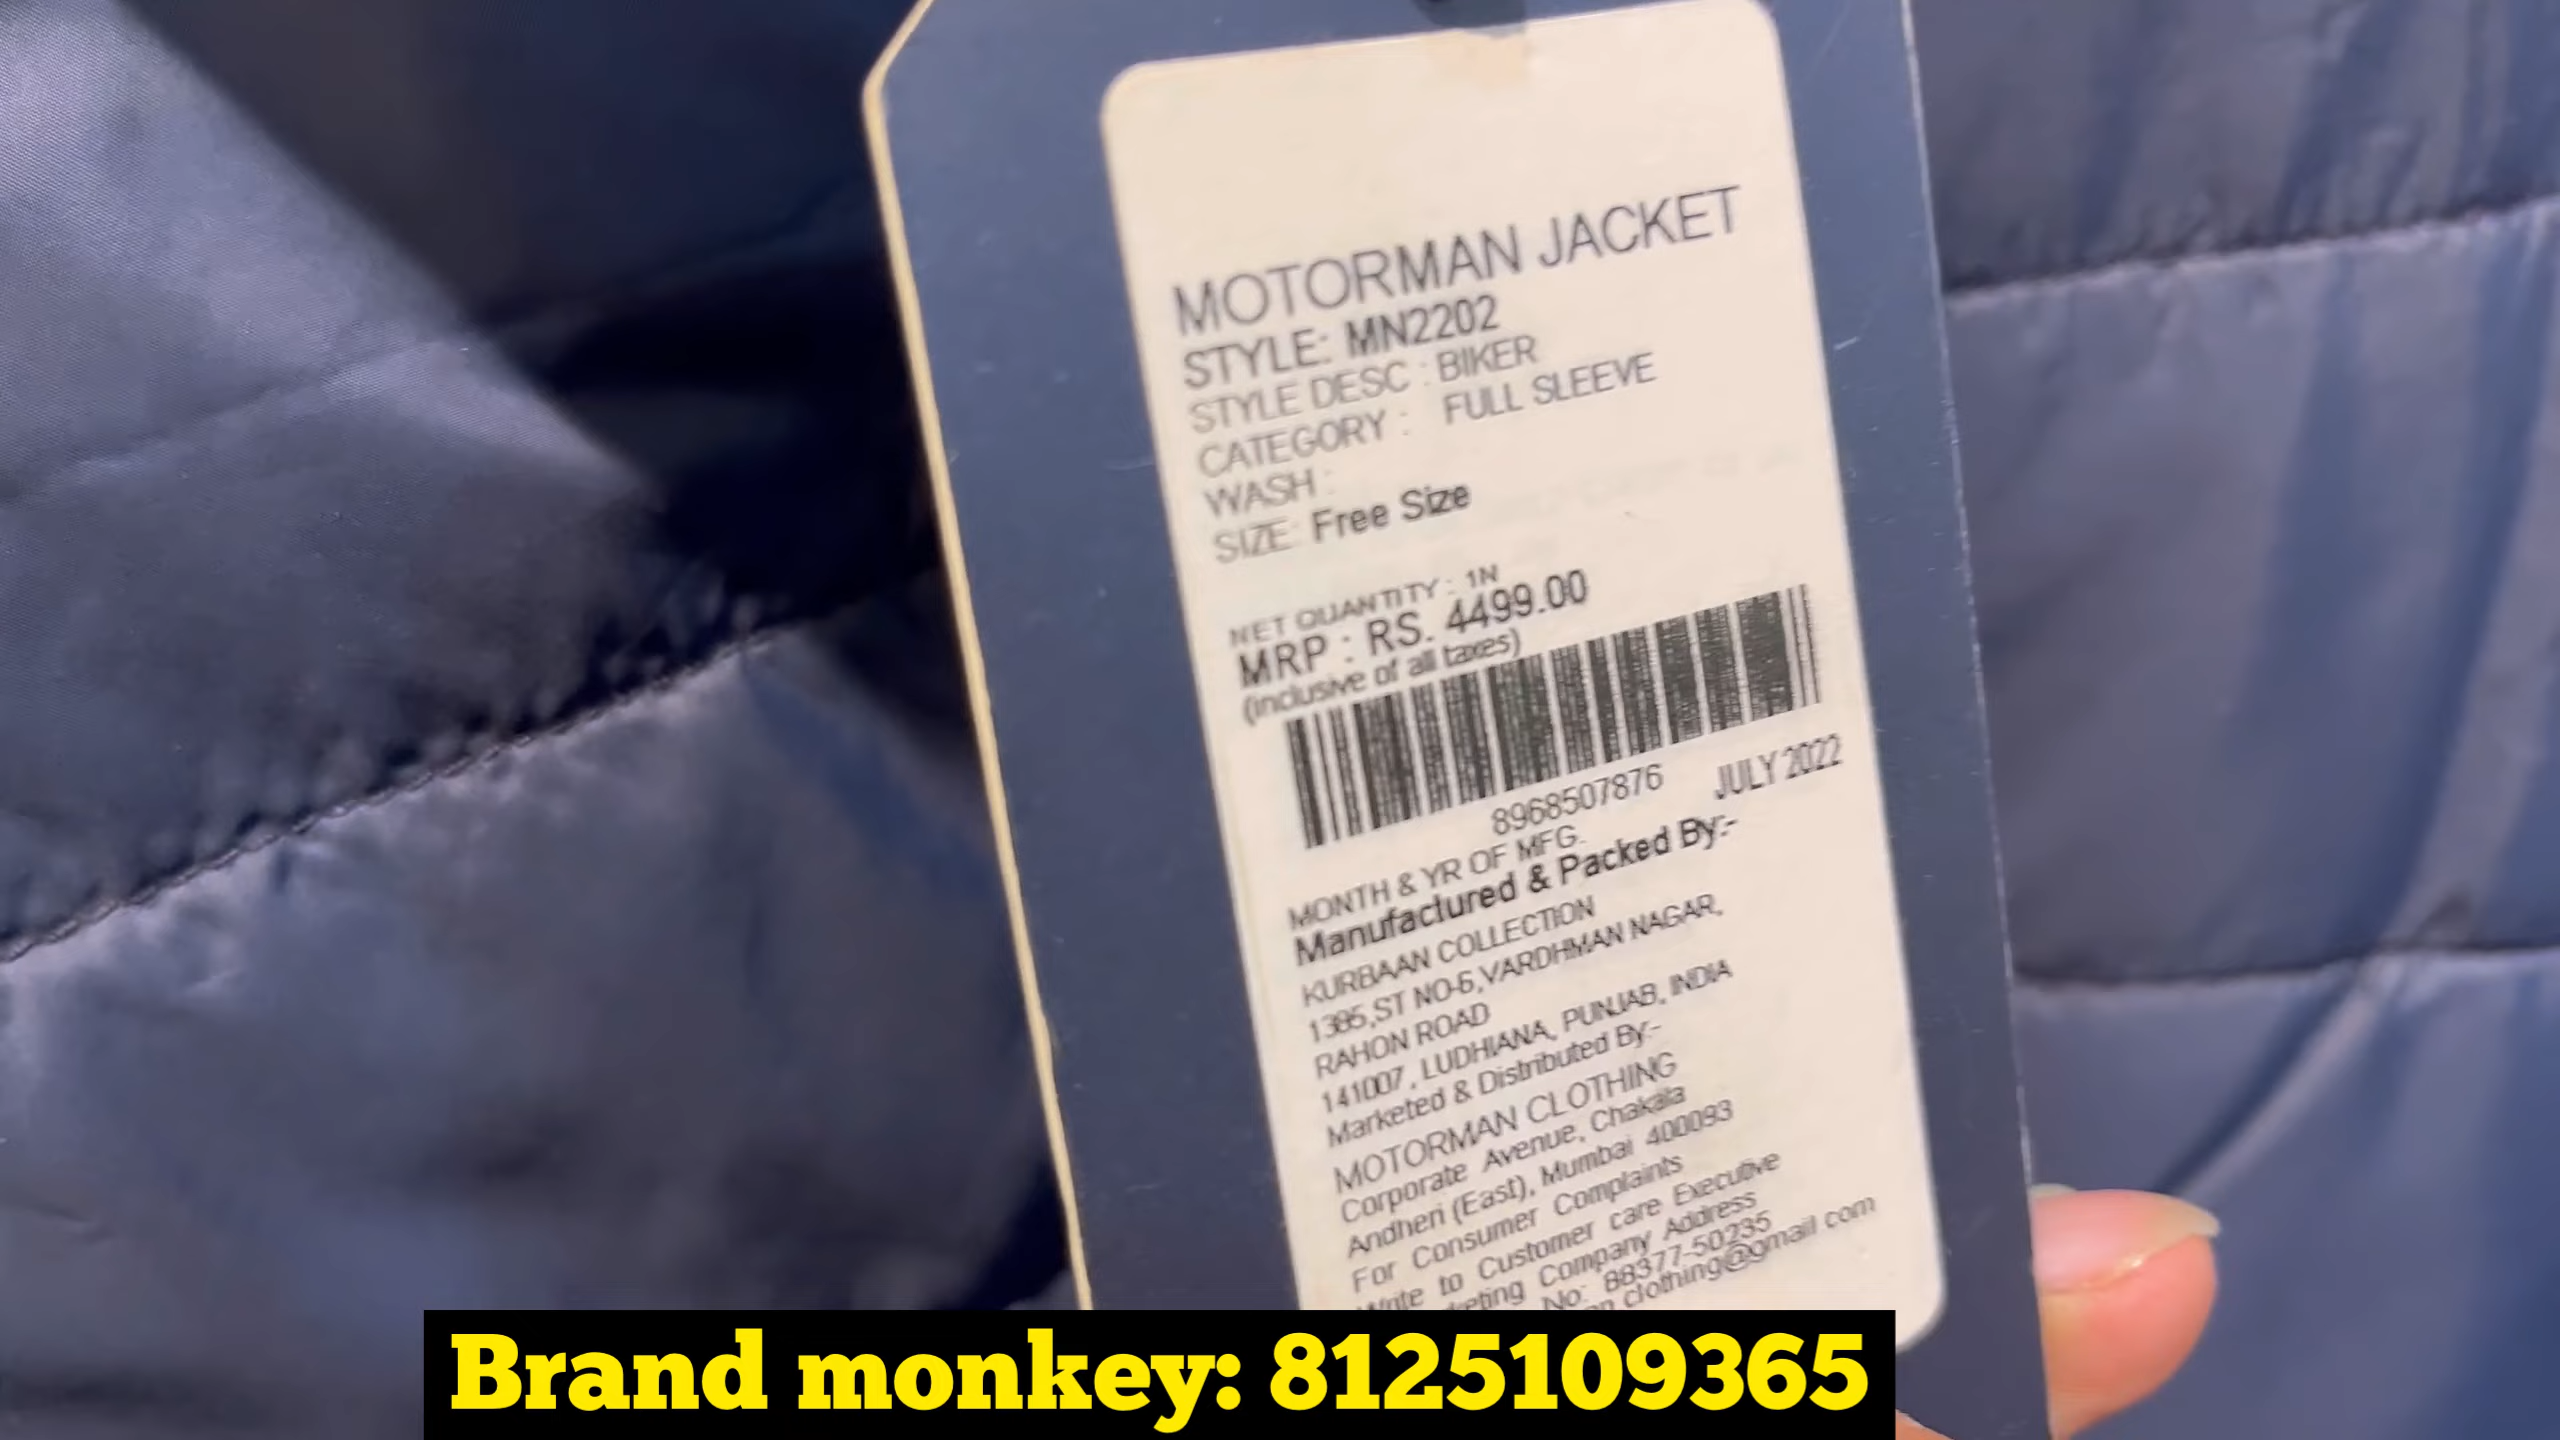 MOTORMAN JACKET
STYLE: MN2202
STYLE DESC : BIKER
CATEGORY : FULL SLEEVE
WASH :
SIZE: Free Size
NET QUANTITY : 1N
MRP : RS. 4499.00
(inclusive of all taxes)
8968507876
MONTH & YR OF MFG. JULY 2022
Manufactured & Packed By:-
KURBAAN COLLECTION
1385,ST NO-6,VARDHMAN NAGAR,
RAHON ROAD
141007, LUDHIANA, PUNJAB, INDIA
Marketed & Distributed By:-
MOTORMAN CLOTHING
Corporate Avenue, Chakala
Andheri (East), Mumbai 400093
For Consumer Complaints
Write to Customer care Executive
Company Address
No: 88377-50235
clothing@gmail com
Brand monkey: 8125109365